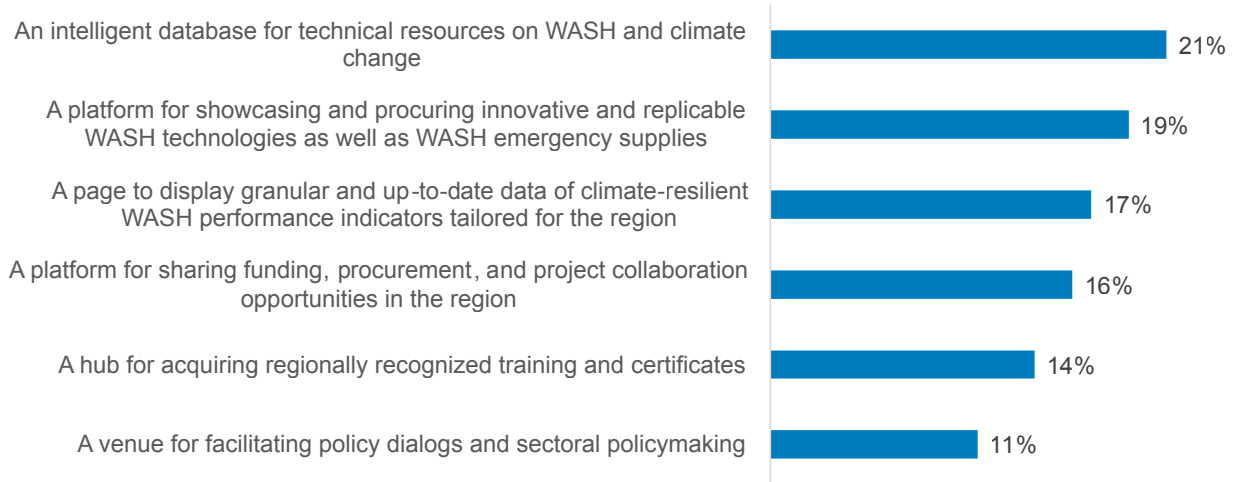 An intelligent database for technical resources on WASH and climate
change
21%
A platform for showcasing and procuring innovative and replicable
WASH technologies as well as WASH emergency supplies
19%
A page to display granular and up-to-date data of climate-resilient
WASH performance indicators tailored for the region
17%
A platform for sharing funding, procurement, and project collaboration
opportunities in the region
16%
A hub for acquiring regionally recognized training and certificates
14%
A venue for facilitating policy dialogs and sectoral policymaking
11%